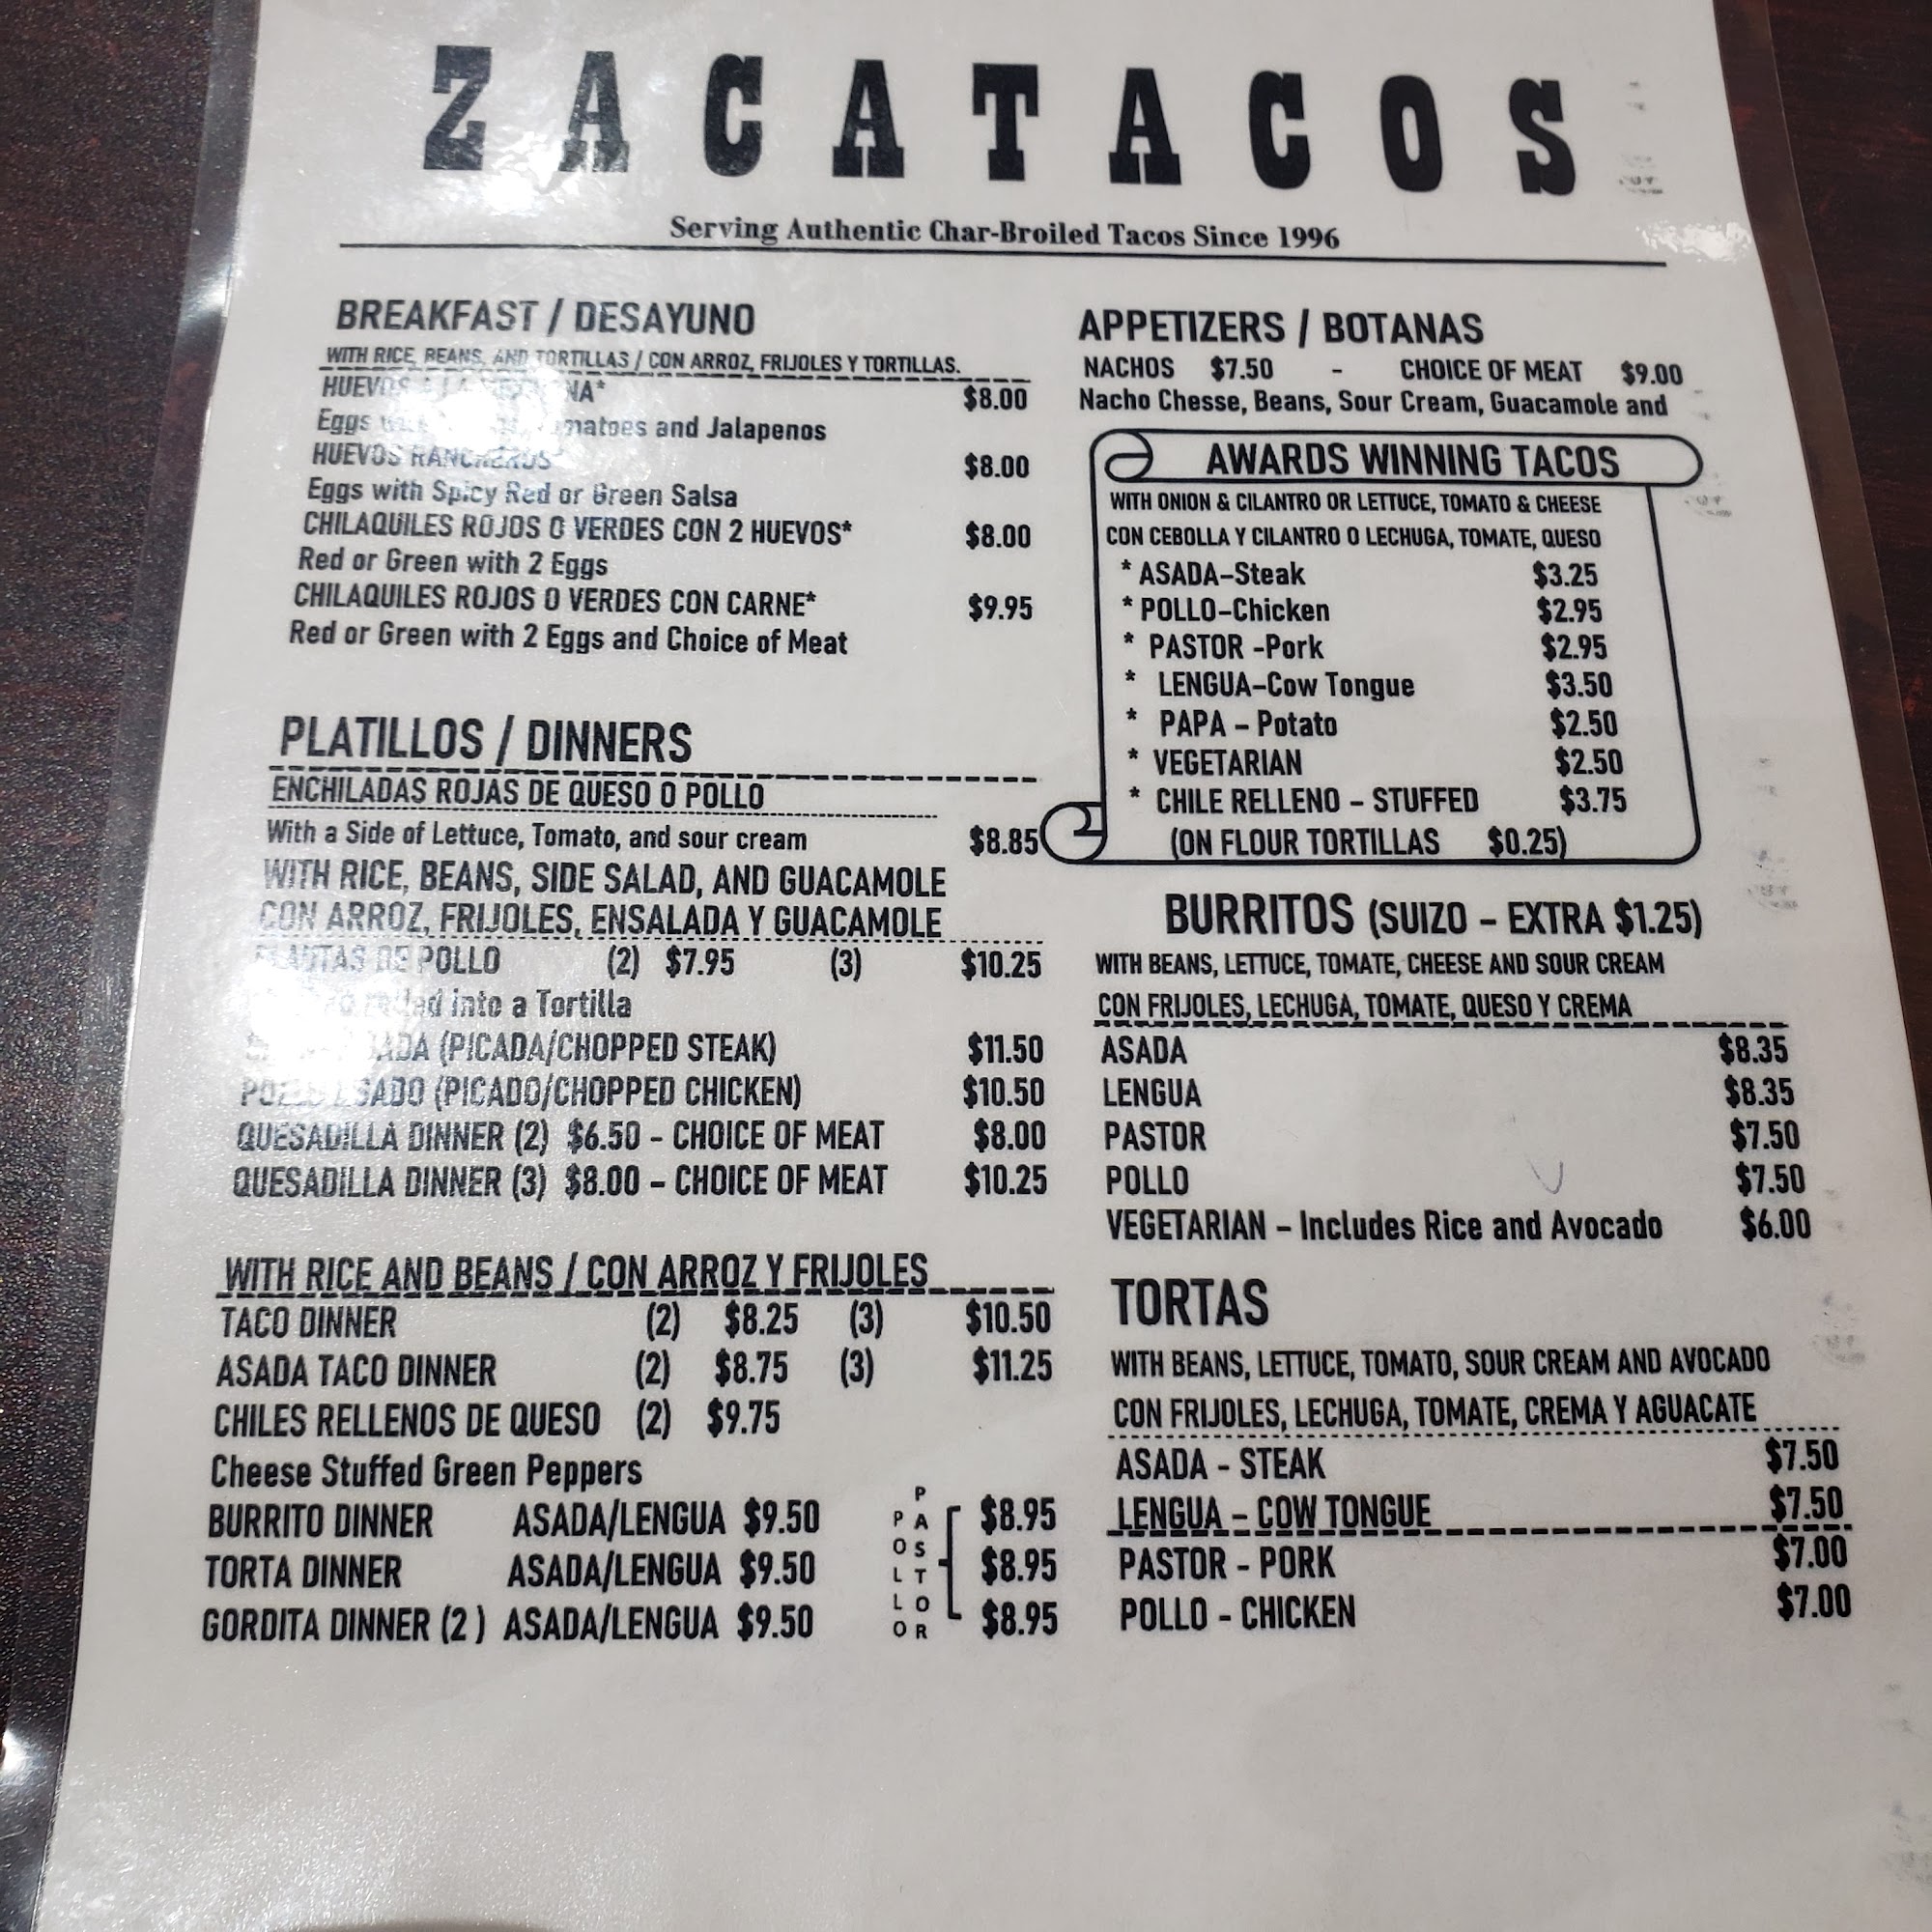 ZACATACOS
Serving Authentic Char-Broiled Tacos Since 1996
BREAKFAST / DESAYUNO
WITH RICE, BEANS, AND TORTILLAS / CON ARROZ, FRIJOLES Y TORTILLAS.
HUEVOS A LA MEXICANA* $8.00
Eggs Tomatoes and Jalapenos
HUEVOS RANCHEROS* $8.00
Eggs with Spicy Red or Green Salsa
CHILAQUILES ROJOS O VERDES CON 2 HUEVOS* $8.00
Red or Green with 2 Eggs
CHILAQUILES ROJOS O VERDES CON CARNE* $9.95
Red or Green with 2 Eggs and Choice of Meat
PLATILLOS / DINNERS
ENCHILADAS ROJAS DE QUESO O POLLO
With a Side of Lettuce, Tomato, and sour cream $8.85
WITH RICE, BEANS, SIDE SALAD, AND GUACAMOLE
CON ARROZ, FRIJOLES, ENSALADA Y GUACAMOLE
FLAUTAS DE POLLO (2) $7.95 (3) $10.25
rolled into a Tortilla
ASADA (PICADA/CHOPPED STEAK) $11.50
POLLO ASADO (PICADO/CHOPPED CHICKEN) $10.50
QUESADILLA DINNER (2) $6.50 - CHOICE OF MEAT $8.00
QUESADILLA DINNER (3) $8.00 – CHOICE OF MEAT $10.25
WITH RICE AND BEANS / CON ARROZ Y FRIJOLES
TACO DINNER (2) $8.25 (3) $10.50
ASADA TACO DINNER (2) $8.75 (3) $11.25
CHILES RELLENOS DE QUESO (2) $9.75
Cheese Stuffed Green Peppers
BURRITO DINNER ASADA/LENGUA $9.50 $8.95
TORTA DINNER ASADA/LENGUA $9.50 $8.95
GORDITA DINNER (2 ) ASADA/LENGUA $9.50 $8.95
POLLO
PASTOR
APPETIZERS / BOTANAS
NACHOS $7.50 - CHOICE OF MEAT $9.00
Nacho Chesse, Beans, Sour Cream, Guacamole and
AWARDS WINNING TACOS
WITH ONION & CILANTRO OR LETTUCE, TOMATO & CHEESE
CON CEBOLLA Y CILANTRO O LECHUGA, TOMATE, QUESO
* ASADA–Steak $3.25
* POLLO–Chicken $2.95
* PASTOR -Pork $2.95
* LENGUA–Cow Tongue $3.50
* PAPA – Potato $2.50
* VEGETARIAN $2.50
* CHILE RELLENO – STUFFED $3.75
(ON FLOUR TORTILLAS $0.25)
BURRITOS (SUIZO – EXTRA $1.25)
WITH BEANS, LETTUCE, TOMATE, CHEESE AND SOUR CREAM
CON FRIJOLES, LECHUGA, TOMATE, QUESO Y CREMA
ASADA $8.35
LENGUA $8.35
PASTOR $7.50
POLLO $7.50
VEGETARIAN – Includes Rice and Avocado $6.00
TORTAS
WITH BEANS, LETTUCE, TOMATO, SOUR CREAM AND AVOCADO
CON FRIJOLES, LECHUGA, TOMATE, CREMA Y AGUACATE
ASADA - STEAK $7.50
LENGUA – COW TONGUE $7.50
PASTOR - PORK $7.00
POLLO - CHICKEN $7.00